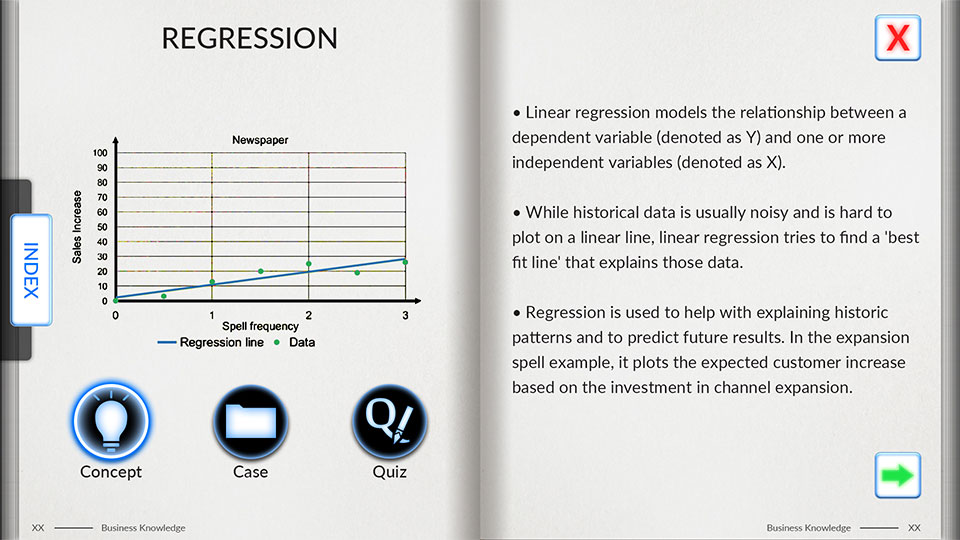 REGRESSION
Newspaper
100
90
80
70
60
50
40
30
20
10
0
Sales Increase
0 1 2 3
Spell frequency
Regression line Data
INDEX
Concept Case Quiz
XX Business Knowledge
X
• Linear regression models the relationship between a
dependent variable (denoted as Y) and one or more
independent variables (denoted as X).
• While historical data is usually noisy and is hard to
plot on a linear line, linear regression tries to find a 'best
fit line' that explains those data.
• Regression is used to help with explaining historic
patterns and to predict future results. In the expansion
spell example, it plots the expected customer increase
based on the investment in channel expansion.
Business Knowledge XX